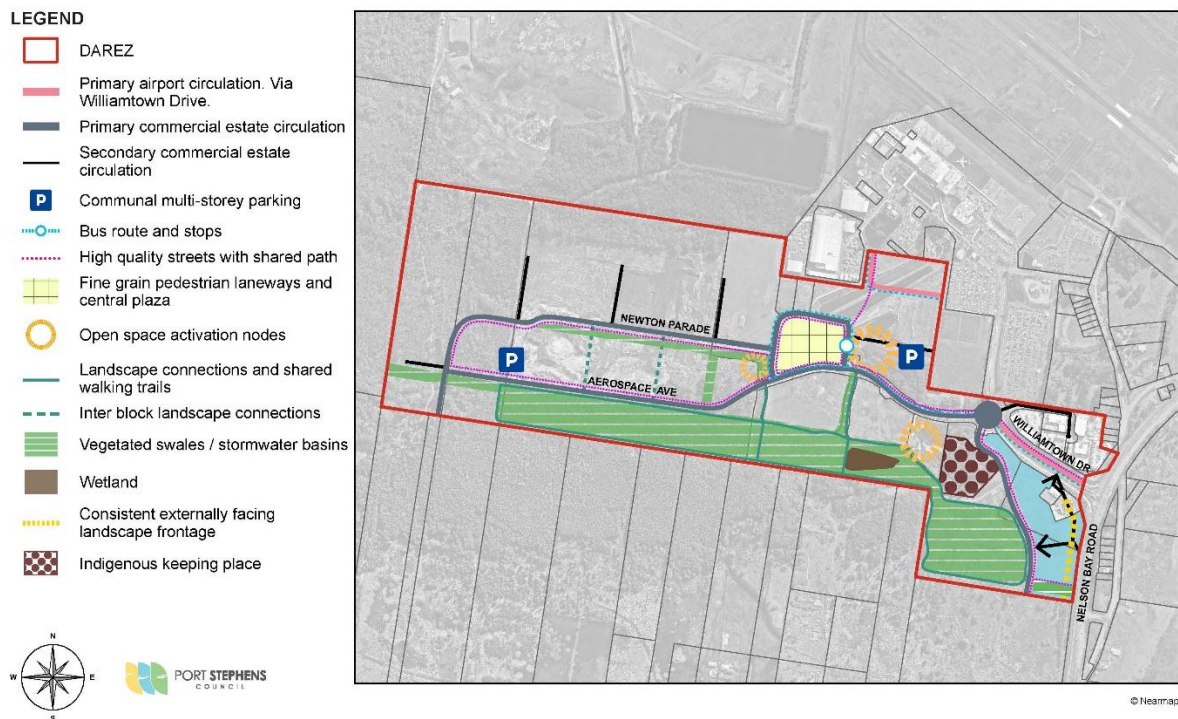 LEGEND
DAREZ
Primary airport circulation. Via
Williamtown Drive.
Primary commercial estate circulation
Secondary commercial estate
circulation
P
Communal multi-storey parking
Bus route and stops
High quality streets with shared path
Fine grain pedestrian laneways and
central plaza
Open space activation nodes
Landscape connections and shared
walking trails
Inter block landscape connections
Vegetated swales / stormwater basins
Wetland
Consistent externally facing
landscape frontage
Indigenous keeping place
N
W
E
S
PORT STEPHENS
COUNCIL
NEWTON PARADE
P
AEROSPACE AVE
P
WILLIAMTOWN DR
NELSON BAY ROAD
© Nearmap